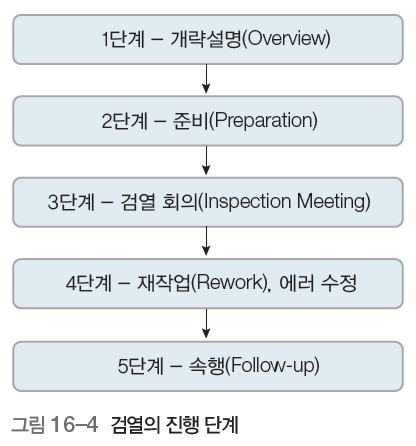 1단계 – 개략설명(Overview)
2단계 – 준비(Preparation)
3단계 – 검열 회의(Inspection Meeting)
4단계 – 재작업(Rework), 에러 수정
5단계 – 속행(Follow-up)
그림 16–4 검열의 진행 단계